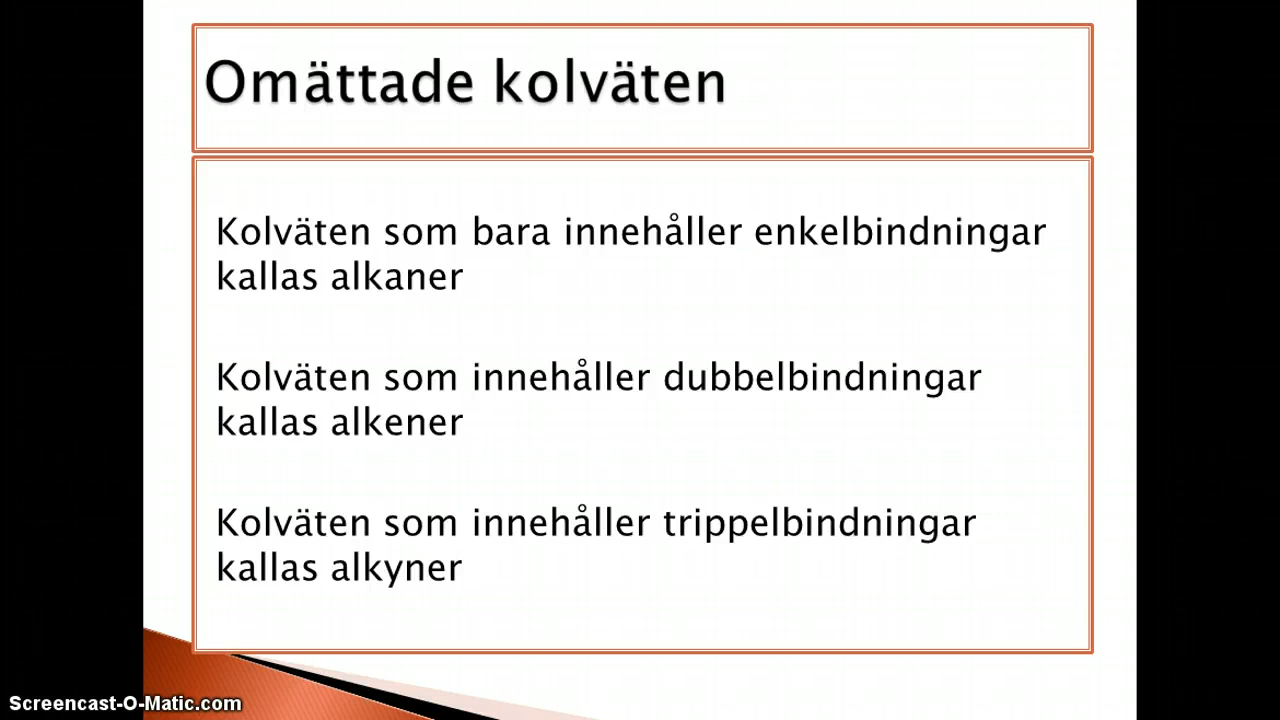 Omättade kolväten
Kolväten som bara innehåller enkelbindningar
kallas alkaner
Kolväten som innehåller dubbelbindningar
kallas alkener
Kolväten som innehåller trippelbindningar
kallas alkyner
Screencast-O-Matic.com